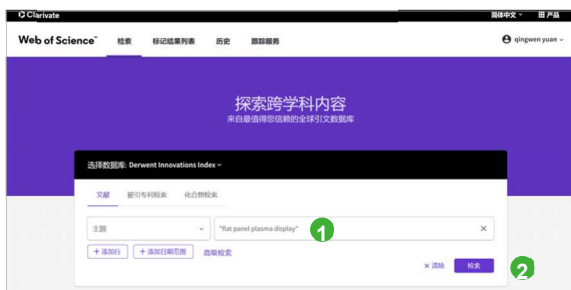 Clarivate 简体中文 产品
Web of Science™ 检索 标记结果列表 历史 跟踪服务 qingwen yuan
探索跨学科内容
来自最值得您信赖的全球引文数据库
选择数据库: Derwent Innovations Index
文献 被引专利检索 化合物检索
主题 "flat panel plasma display" 1 ×
+ 添加行 + 添加日期范围 高级检索
× 清除 检索 2